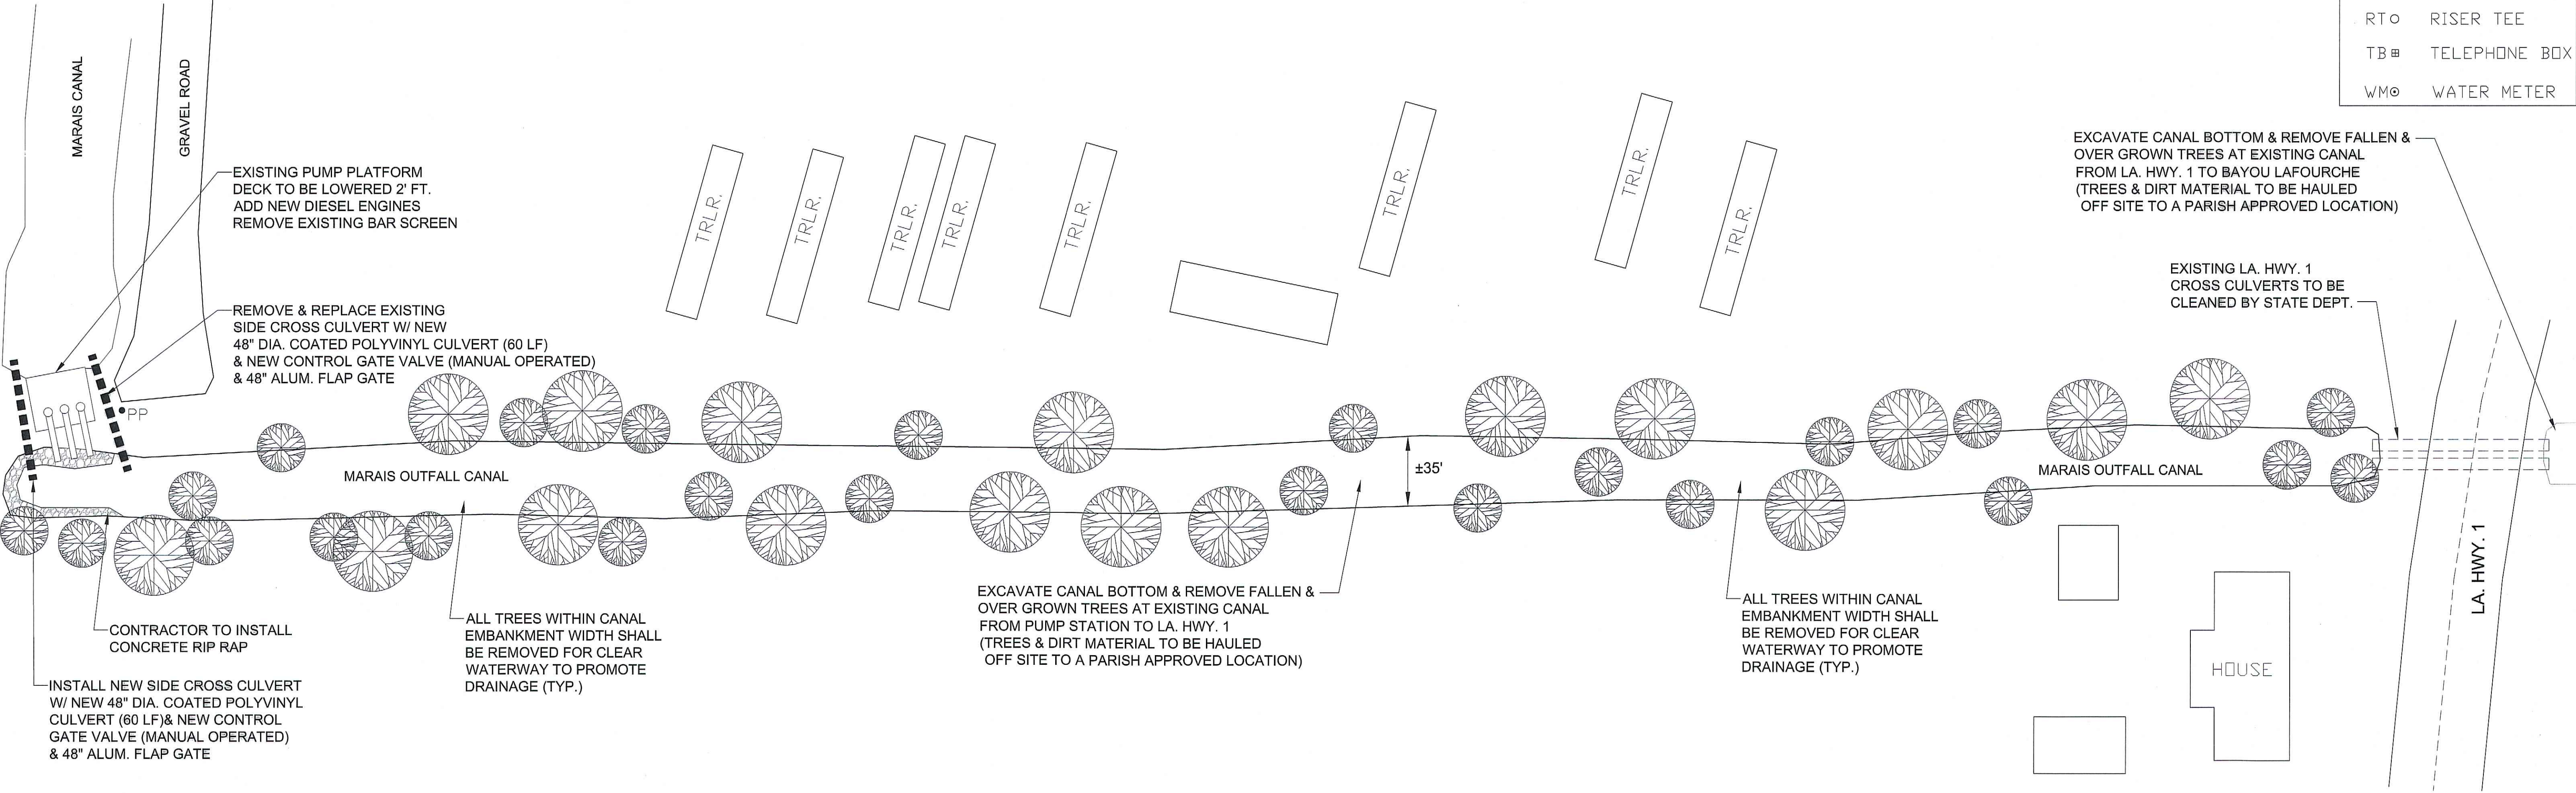 RT RISER TEE
TB TELEPHONE BOX
WM WATER METER
MARAIS CANAL
GRAVEL ROAD
EXISTING PUMP PLATFORM
DECK TO BE LOWERED 2' FT.
ADD NEW DIESEL ENGINES
REMOVE EXISTING BAR SCREEN
REMOVE & REPLACE EXISTING
SIDE CROSS CULVERT W/ NEW
48" DIA. COATED POLYVINYL CULVERT (60 LF)
& NEW CONTROL GATE VALVE (MANUAL OPERATED)
& 48" ALUM. FLAP GATE
PP
TRLR.
TRLR.
TRLR.
TRLR.
TRLR.
TRLR.
TRLR.
TRLR.
EXCAVATE CANAL BOTTOM & REMOVE FALLEN &
OVER GROWN TREES AT EXISTING CANAL
FROM LA. HWY. 1 TO BAYOU LAFOURCHE
(TREES & DIRT MATERIAL TO BE HAULED
OFF SITE TO A PARISH APPROVED LOCATION)
EXISTING LA. HWY. 1
CROSS CULVERTS TO BE
CLEANED BY STATE DEPT.
MARAIS OUTFALL CANAL
±35'
MARAIS OUTFALL CANAL
LA. HWY. 1
CONTRACTOR TO INSTALL
CONCRETE RIP RAP
INSTALL NEW SIDE CROSS CULVERT
W/ NEW 48" DIA. COATED POLYVINYL
CULVERT (60 LF)& NEW CONTROL
GATE VALVE (MANUAL OPERATED)
& 48" ALUM. FLAP GATE
ALL TREES WITHIN CANAL
EMBANKMENT WIDTH SHALL
BE REMOVED FOR CLEAR
WATERWAY TO PROMOTE
DRAINAGE (TYP.)
EXCAVATE CANAL BOTTOM & REMOVE FALLEN &
OVER GROWN TREES AT EXISTING CANAL
FROM PUMP STATION TO LA. HWY. 1
(TREES & DIRT MATERIAL TO BE HAULED
OFF SITE TO A PARISH APPROVED LOCATION)
ALL TREES WITHIN CANAL
EMBANKMENT WIDTH SHALL
BE REMOVED FOR CLEAR
WATERWAY TO PROMOTE
DRAINAGE (TYP.)
HOUSE